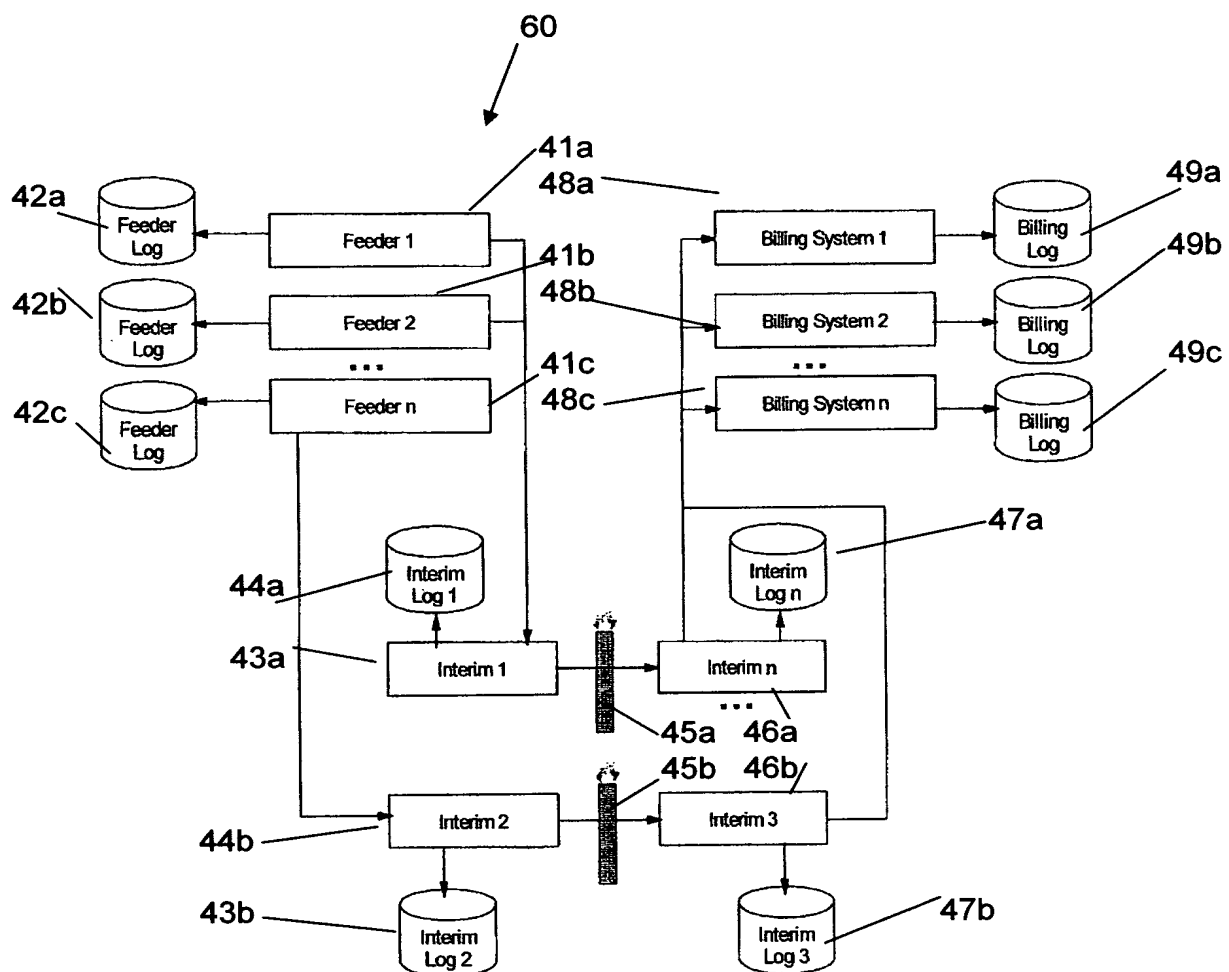 60
41a
48a
49a
42a
Feeder
Log
Feeder 1
Billing System 1
Billing
Log
41b
49b
42b
48b
Feeder
Log
Feeder 2
Billing System 2
Billing
Log
...
...
41c
49c
42c
48c
Feeder
Log
Feeder n
Billing System n
Billing
Log
47a
44a
Interim
Log 1
Interim
Log n
43a
Interim 1
Interim n
...
45a
46a
45b
46b
Interim 2
Interim 3
44b
43b
Interim
Log 2
Interim
Log 3
47b